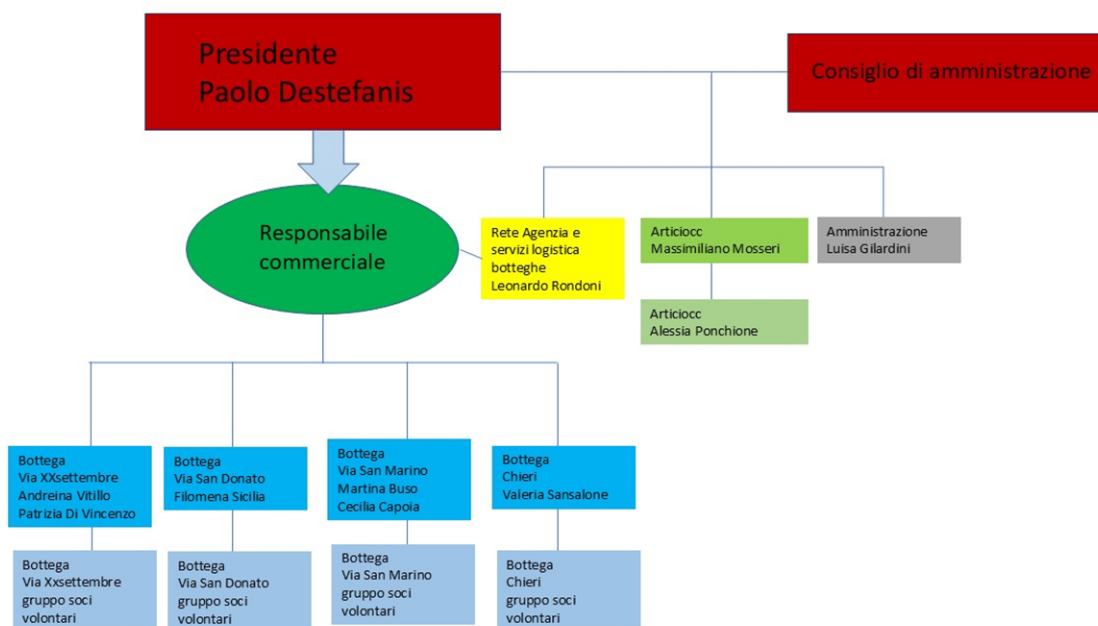 Presidente
Paolo Destefanis
Consiglio di amministrazione
Responsabile
commerciale
Rete Agenzia e
servizi logistica
botteghe
Leonardo Rondoni
Articiocc
Massimiliano Mosseri
Amministrazione
Luisa Gilardini
Articiocc
Alessia Ponchione
Bottega
Via XXsettembre
Andreina Vitillo
Patrizia Di Vincenzo
Bottega
Via San Donato
Filomena Sicilia
Bottega
Via San Marino
Martina Buso
Cecilia Capoia
Bottega
Chieri
Valeria Sansalone
Bottega
Via Xxsettembre
gruppo soci
volontari
Bottega
Via San Donato
gruppo soci
volontari
Bottega
Via San Marino
gruppo soci
volontari
Bottega
Chieri
gruppo soci
volontari